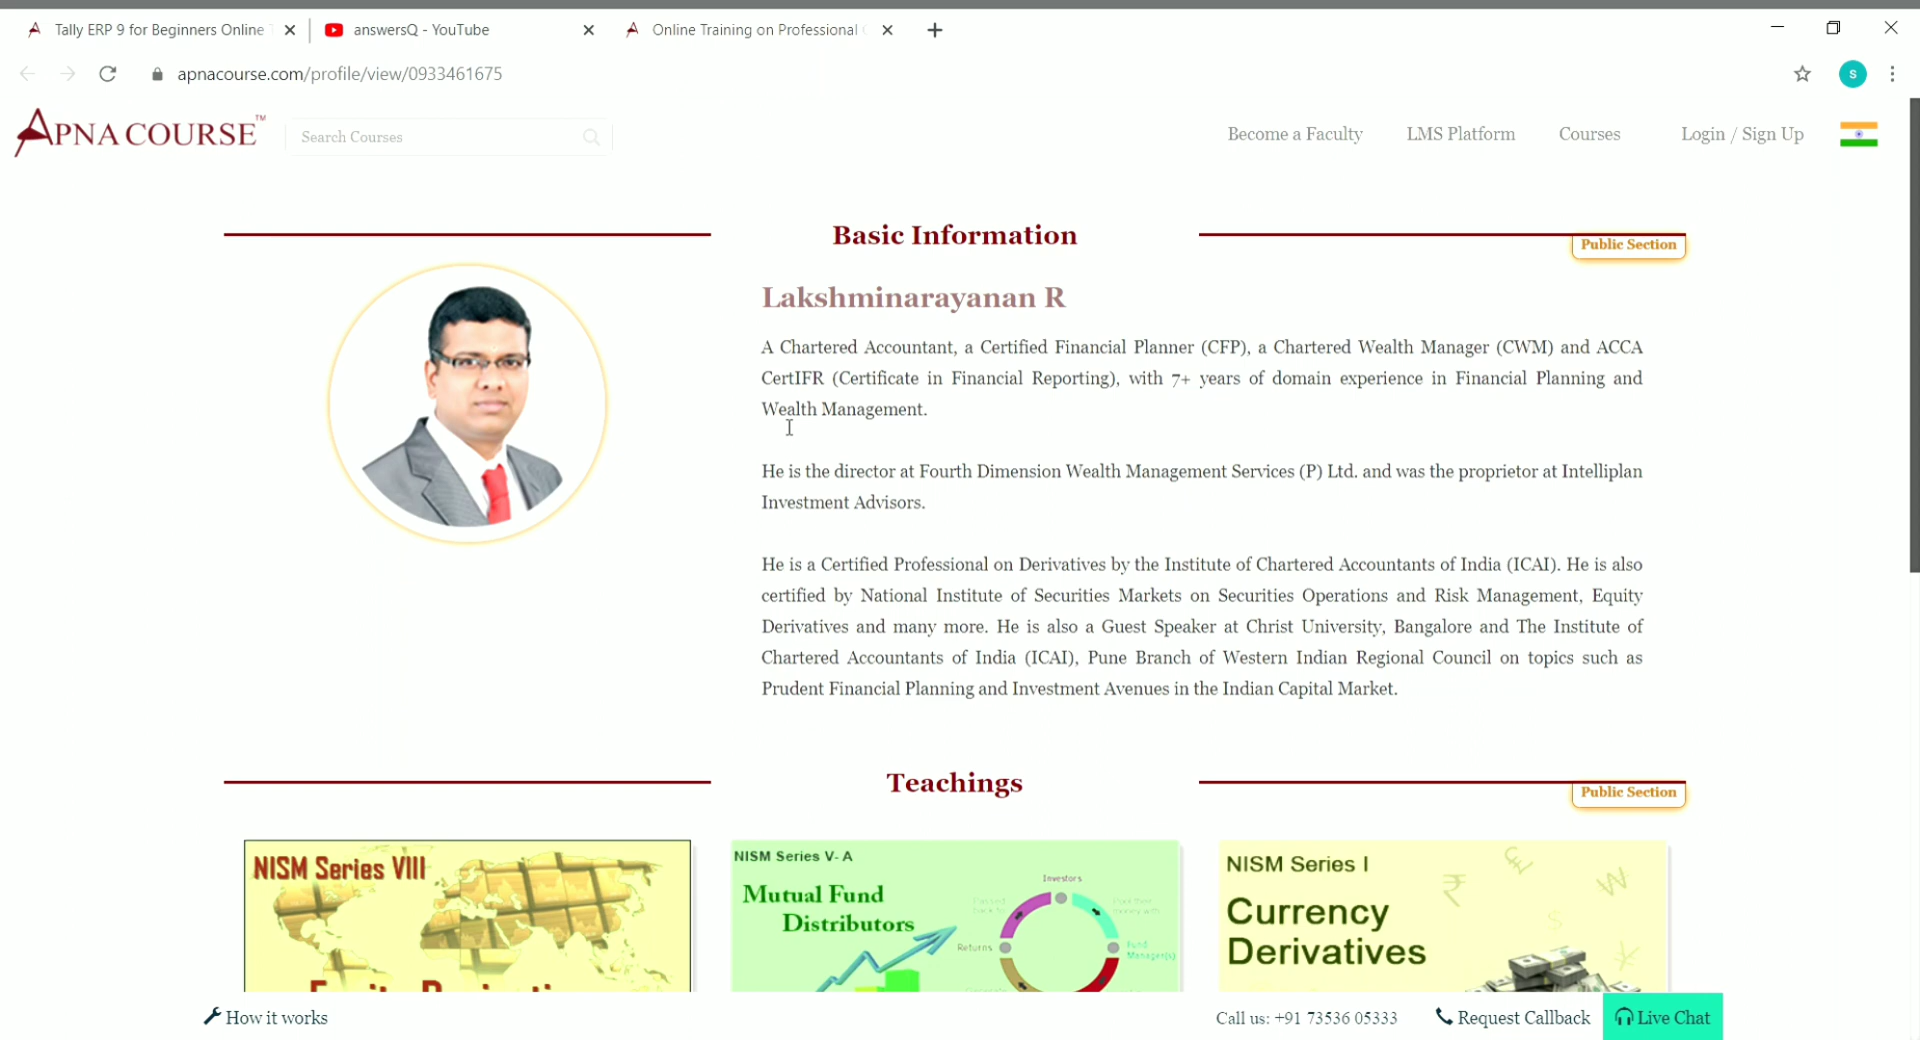 Tally ERP 9 for Beginners Online
answersQ - YouTube
Online Training on Professional
apnacourse.com/profile/view/0933461675
S
APNA COURSE™
Search Courses
Become a Faculty
LMS Platform
Courses
Login / Sign Up
Basic Information
Public Section
Lakshminarayanan R
A Chartered Accountant, a Certified Financial Planner (CFP), a Chartered Wealth Manager (CWM) and ACCA
CertIFR (Certificate in Financial Reporting), with 7+ years of domain experience in Financial Planning and
Wealth Management.
He is the director at Fourth Dimension Wealth Management Services (P) Ltd. and was the proprietor at Intelliplan
Investment Advisors.
He is a Certified Professional on Derivatives by the Institute of Chartered Accountants of India (ICAI). He is also
certified by National Institute of Securities Markets on Securities Operations and Risk Management, Equity
Derivatives and many more. He is also a Guest Speaker at Christ University, Bangalore and The Institute of
Chartered Accountants of India (ICAI), Pune Branch of Western Indian Regional Council on topics such as
Prudent Financial Planning and Investment Avenues in the Indian Capital Market.
Teachings
Public Section
NISM Series VIII
NISM Series V- A
Mutual Fund
Distributors
Investors
Returns
Fund
Manager(s)
NISM Series I
Currency
Derivatives
How it works
Call us: +91 73536 05333
Request Callback
Live Chat